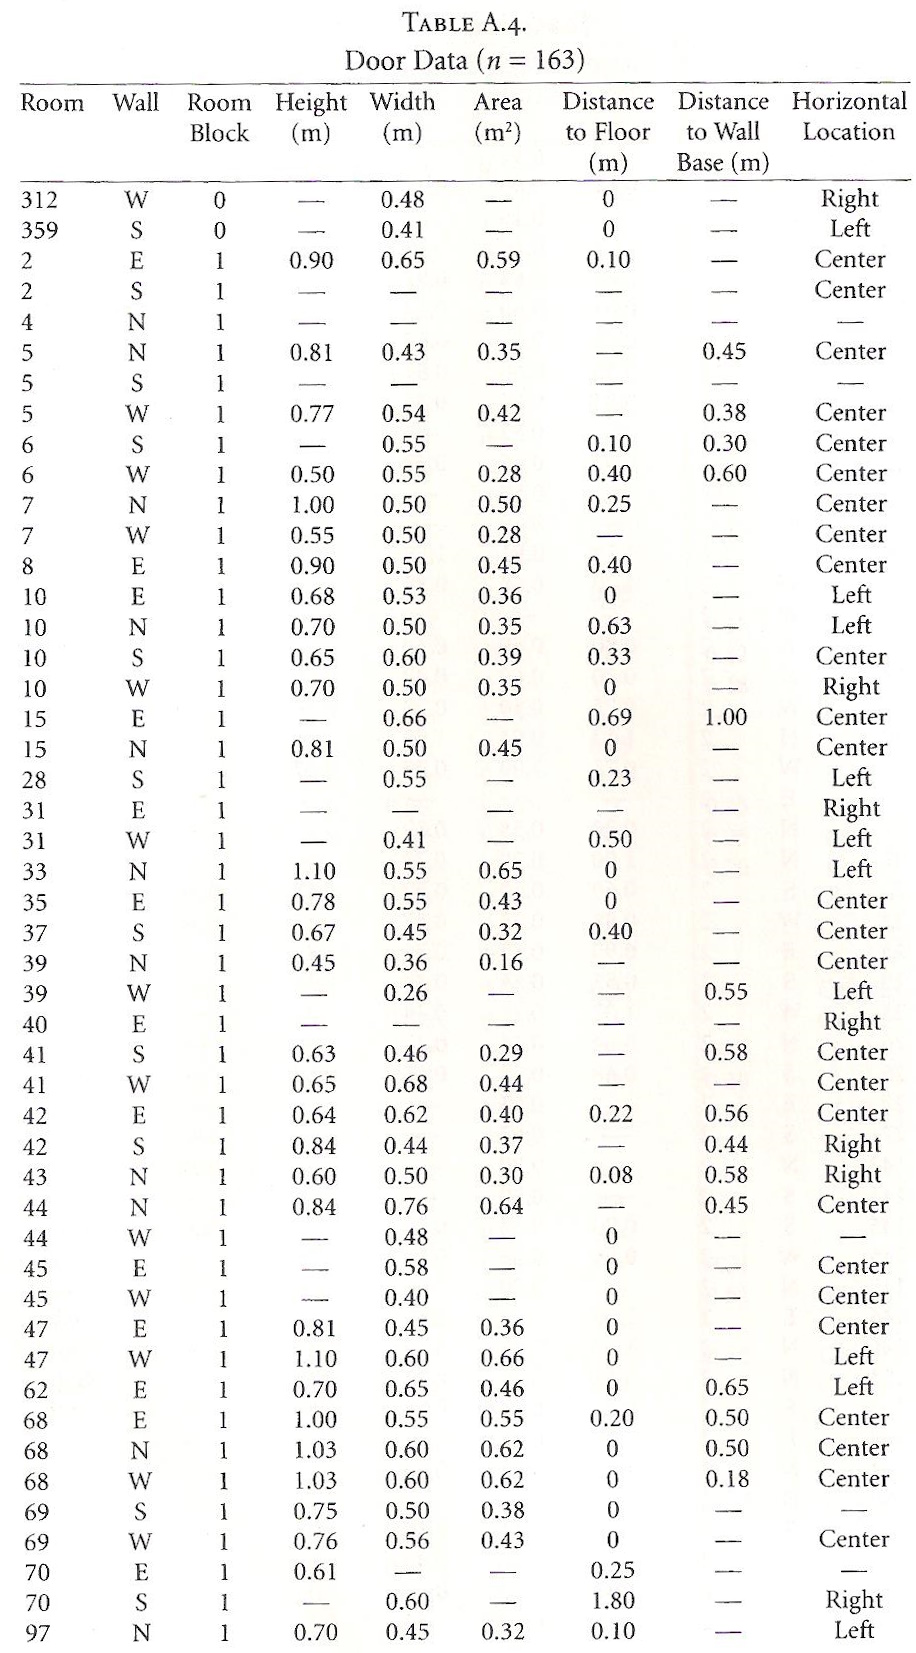 TABLE A.4.
Door Data (n = 163)
Room Wall Room Height Width Area Distance Distance Horizontal
Block (m) (m) (m²) to Floor to Wall Location
(m) Base (m)
312 W 0 — 0.48 — 0 — Right
359 S 0 — 0.41 — 0 — Left
2 E 1 0.90 0.65 0.59 0.10 — Center
2 S 1 — — — — — Center
4 N 1 — — — — — —
5 N 1 0.81 0.43 0.35 — 0.45 Center
5 S 1 — — — — — —
5 W 1 0.77 0.54 0.42 — 0.38 Center
6 S 1 — 0.55 — 0.10 0.30 Center
6 W 1 0.50 0.55 0.28 0.40 0.60 Center
7 N 1 1.00 0.50 0.50 0.25 — Center
7 W 1 0.55 0.50 0.28 — — Center
8 E 1 0.90 0.50 0.45 0.40 — Center
10 E 1 0.68 0.53 0.36 0 — Left
10 N 1 0.70 0.50 0.35 0.63 — Left
10 S 1 0.65 0.60 0.39 0.33 — Center
10 W 1 0.70 0.50 0.35 0 — Right
15 E 1 — 0.66 — 0.69 1.00 Center
15 N 1 0.81 0.50 0.45 0 — Center
28 S 1 — 0.55 — 0.23 — Left
31 E 1 — — — — — Right
31 W 1 — 0.41 — 0.50 — Left
33 N 1 1.10 0.55 0.65 0 — Left
35 E 1 0.78 0.55 0.43 0 — Center
37 S 1 0.67 0.45 0.32 0.40 — Center
39 N 1 0.45 0.36 0.16 — — Center
39 W 1 — 0.26 — — 0.55 Left
40 E 1 — — — — — Right
41 S 1 0.63 0.46 0.29 — 0.58 Center
41 W 1 0.65 0.68 0.44 — — Center
42 E 1 0.64 0.62 0.40 0.22 0.56 Center
42 S 1 0.84 0.44 0.37 — 0.44 Right
43 N 1 0.60 0.50 0.30 0.08 0.58 Right
44 N 1 0.84 0.76 0.64 — 0.45 Center
44 W 1 — 0.48 — 0 — —
45 E 1 — 0.58 — 0 — Center
45 W 1 — 0.40 — 0 — Center
47 E 1 0.81 0.45 0.36 0 — Center
47 W 1 1.10 0.60 0.66 0 — Left
62 E 1 0.70 0.65 0.46 0 0.65 Left
68 E 1 1.00 0.55 0.55 0.20 0.50 Center
68 N 1 1.03 0.60 0.62 0 0.50 Center
68 W 1 1.03 0.60 0.62 0 0.18 Center
69 S 1 0.75 0.50 0.38 0 — —
69 W 1 0.76 0.56 0.43 0 — Center
70 E 1 0.61 — — 0.25 — —
70 S 1 — 0.60 — 1.80 — Right
97 N 1 0.70 0.45 0.32 0.10 — Left